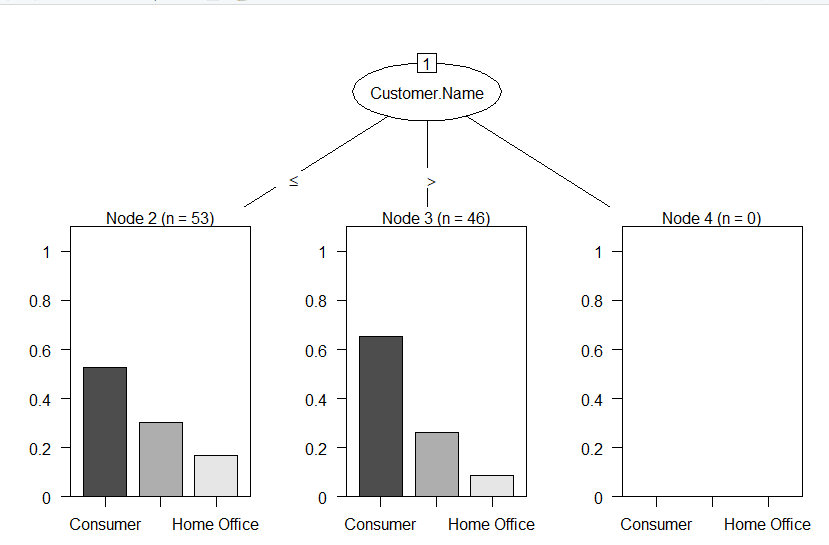 1
Customer.Name
≤
>
Node 2 (n = 53)
1
0.8
0.6
0.4
0.2
0
Consumer
Home Office
Node 3 (n = 46)
1
0.8
0.6
0.4
0.2
0
Consumer
Home Office
Node 4 (n = 0)
1
0.8
0.6
0.4
0.2
0
Consumer
Home Office